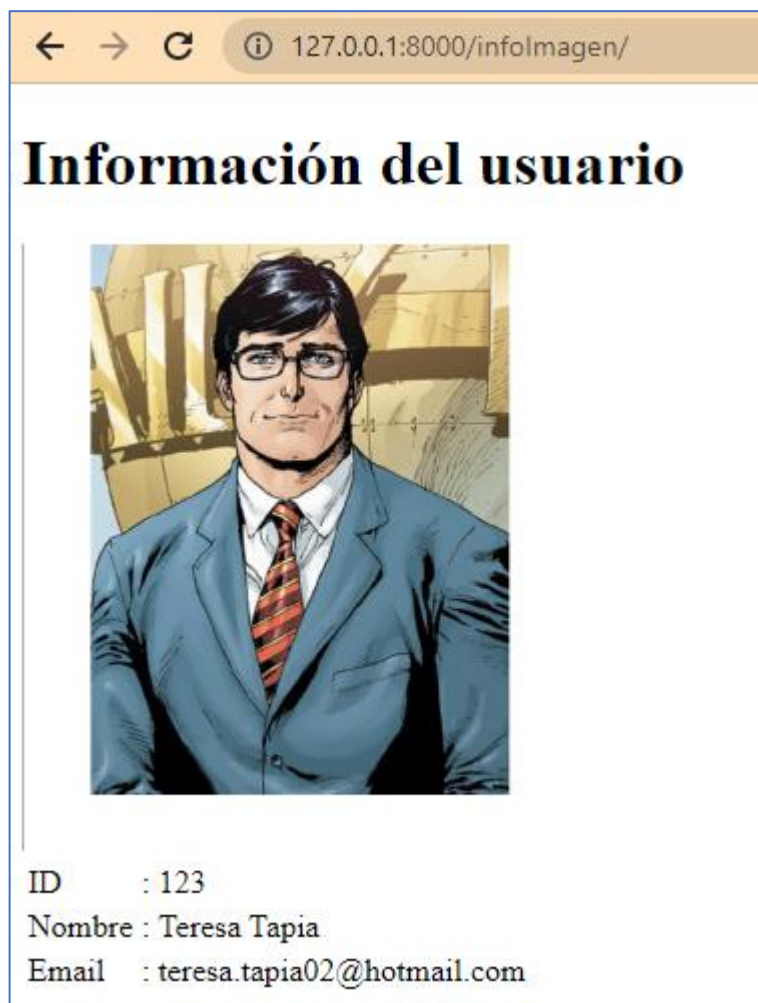 127.0.0.1:8000/infoImagen/
Información del usuario
ID : 123
Nombre : Teresa Tapia
Email : teresa.tapia02@hotmail.com